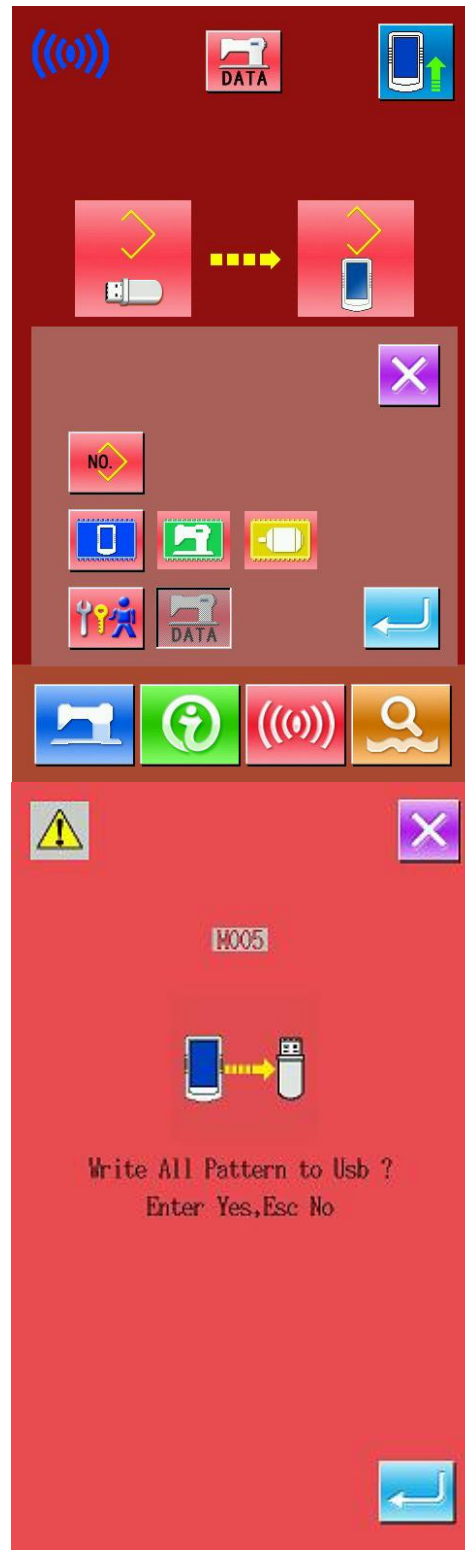 DATA
NO.
DATA
M005
Write All Pattern to Usb ?
Enter Yes,Esc No